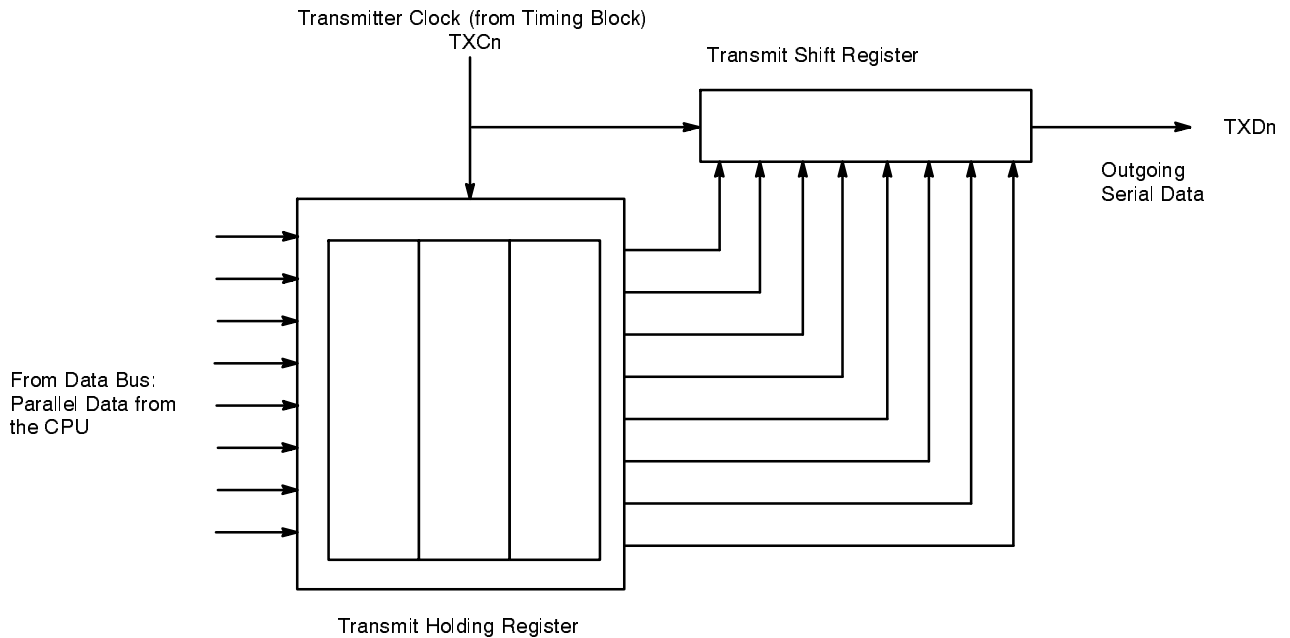 Transmitter Clock (from Timing Block)
TXCn
Transmit Shift Register
TXDn
Outgoing
Serial Data
From Data Bus:
Parallel Data from
the CPU
Transmit Holding Register